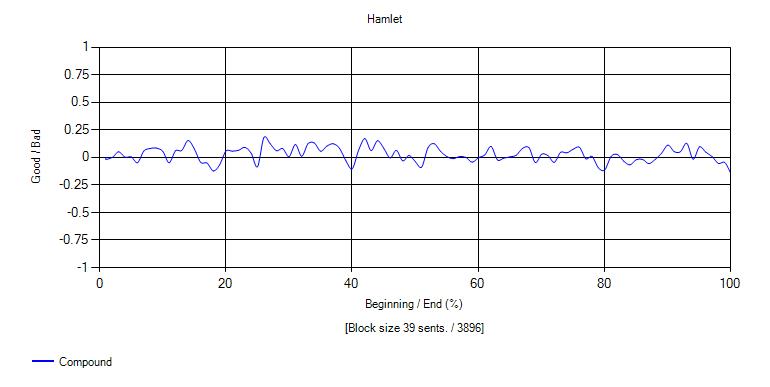 Hamlet
1
0.75
0.5
0.25
0
-0.25
-0.5
-0.75
-1
Good / Bad
0 20 40 60 80 100
Beginning / End (%)
[Block size 39 sents. / 3896]
Compound